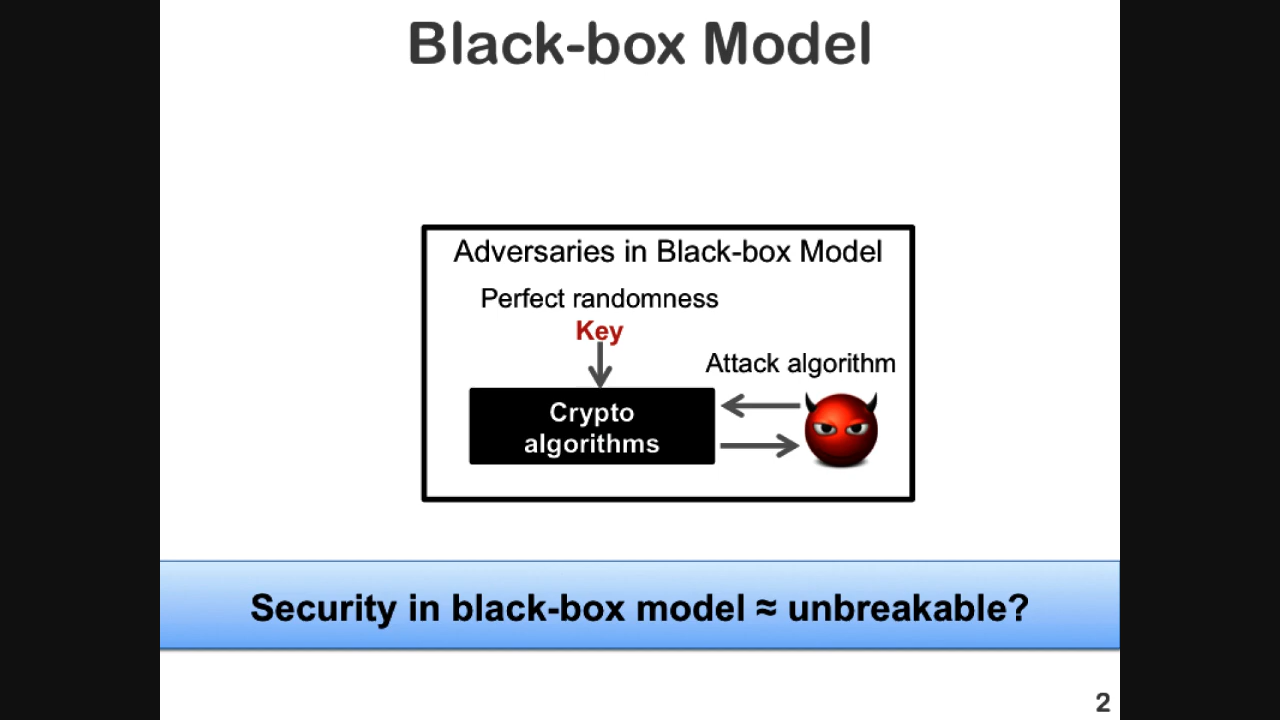 Black-box Model
Adversaries in Black-box Model
Perfect randomness
Key
Attack algorithm
Crypto
algorithms
Security in black-box model ≈ unbreakable?
2